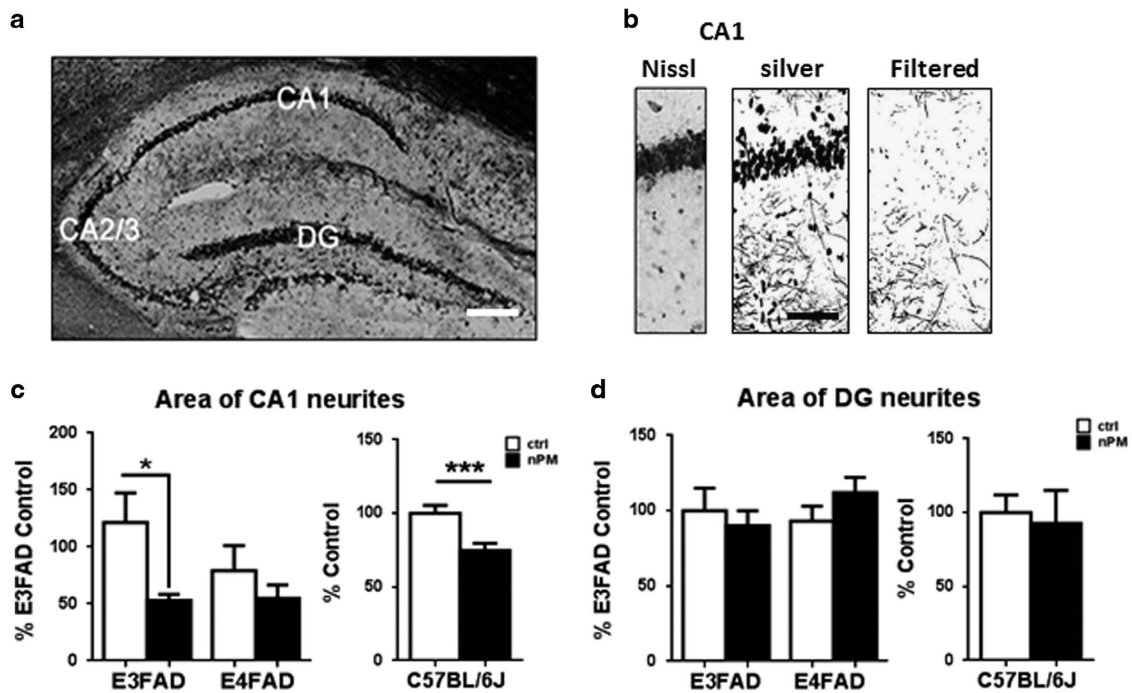 a
CA1
CA2/3
DG
b
CA1
Nissl
silver
Filtered
c
Area of CA1 neurites
% E3FAD Control
200
150
100
50
0
*
E3FAD
E4FAD
% Control
150
100
50
0
***
ctrl
nPM
C57BL/6J
d
Area of DG neurites
% E3FAD Control
150
100
50
0
E3FAD
E4FAD
% Control
150
100
50
0
ctrl
nPM
C57BL/6J